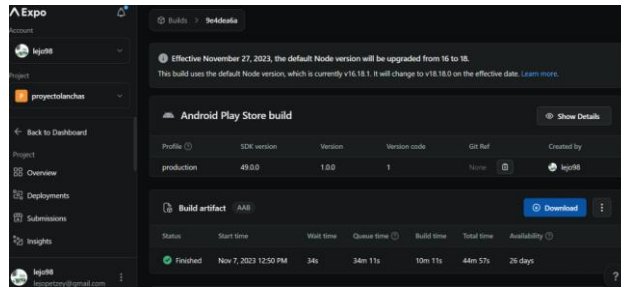 Expo
Account
lejo98
Project
P proyectolanchas
Back to Dashboard
Project
Overview
Deployments
Submissions
Insights
lejo98
lejopetzey@gmail.com
Builds > 9e4dea6a
Effective November 27, 2023, the default Node version will be upgraded from 16 to 18.
This build uses the default Node version, which is currently v16.18.1. It will change to v18.18.0 on the effective date. Learn more.
Android Play Store build
Show Details
Profile SDK version Version Version code Git Ref Created by
production 49.0.0 1.0.0 1 None lejo98
Build artifact AAB
Download
Status Start time Wait time Queue time Build time Total time Availability
Finished Nov 7, 2023 12:50 PM 34s 34m 11s 10m 11s 44m 57s 26 days
?